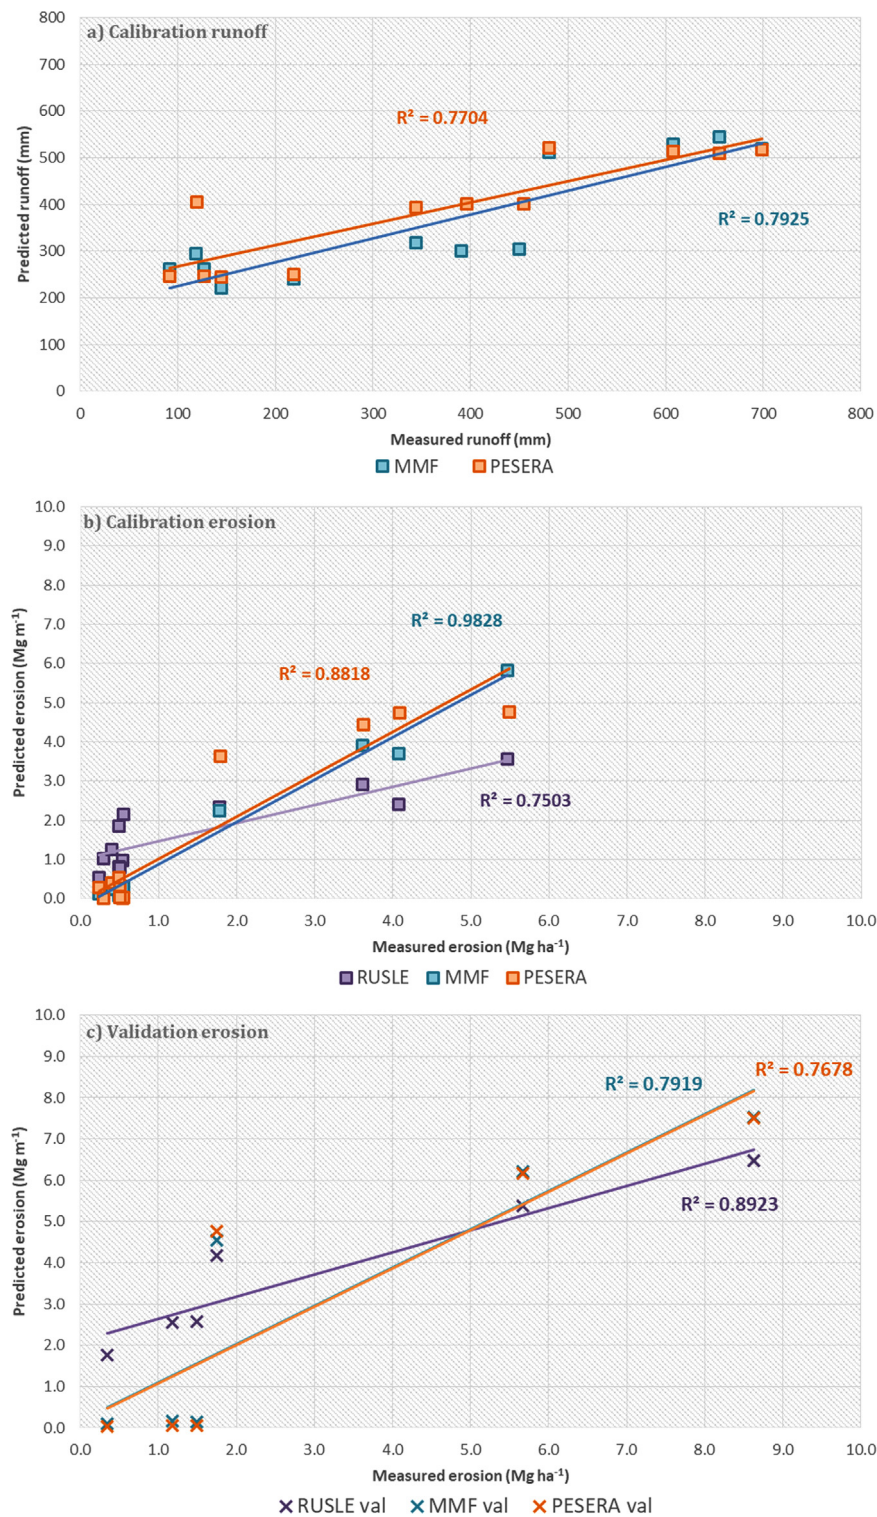 a) Calibration runoff
800
700
600
500
400
300
200
100
0
Predicted runoff (mm)
R² = 0.7704
R² = 0.7925
0 100 200 300 400 500 600 700 800
Measured runoff (mm)
MMF PESERA
b) Calibration erosion
10.0
9.0
8.0
7.0
6.0
5.0
4.0
3.0
2.0
1.0
0.0
Predicted erosion (Mg m⁻¹)
R² = 0.9828
R² = 0.8818
R² = 0.7503
0.0 1.0 2.0 3.0 4.0 5.0 6.0 7.0 8.0 9.0 10.0
Measured erosion (Mg ha⁻¹)
RUSLE MMF PESERA
c) Validation erosion
10.0
9.0
8.0
7.0
6.0
5.0
4.0
3.0
2.0
1.0
0.0
Predicted erosion (Mg m⁻¹)
R² = 0.7678
R² = 0.7919
R² = 0.8923
0.0 1.0 2.0 3.0 4.0 5.0 6.0 7.0 8.0 9.0 10.0
Measured erosion (Mg ha⁻¹)
RUSLE val MMF val PESERA val